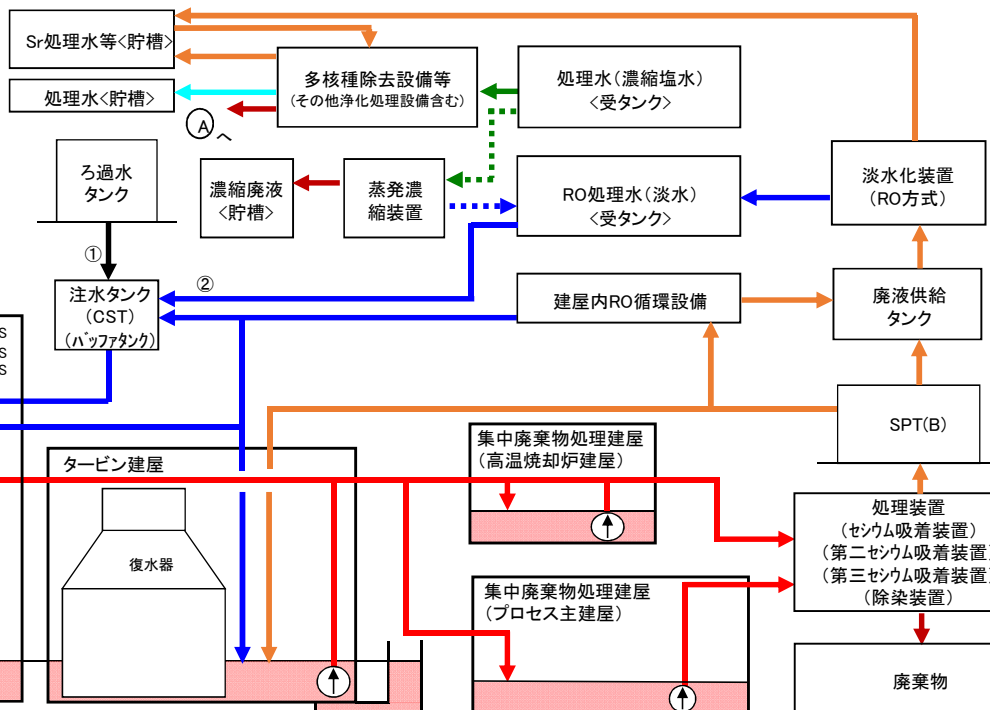 Sr処理水等<貯槽>
処理水<貯槽>
多核種除去設備等
(その他浄化処理設備含む)
Aへ
処理水(濃縮塩水)
<受タンク>
ろ過水
タンク
濃縮廃液
<貯槽>
蒸発濃
縮装置
RO処理水(淡水)
<受タンク>
淡水化装置
(RO方式)
①
②
注水タンク
(CST)
(バッファタンク)
建屋内RO循環設備
廃液供給
タンク
S
S
S
SPT(B)
集中廃棄物処理建屋
(高温焼却炉建屋)
タービン建屋
復水器
処理装置
(セシウム吸着装置)
(第二セシウム吸着装置)
(第三セシウム吸着装置)
(除染装置)
集中廃棄物処理建屋
(プロセス主建屋)
廃棄物